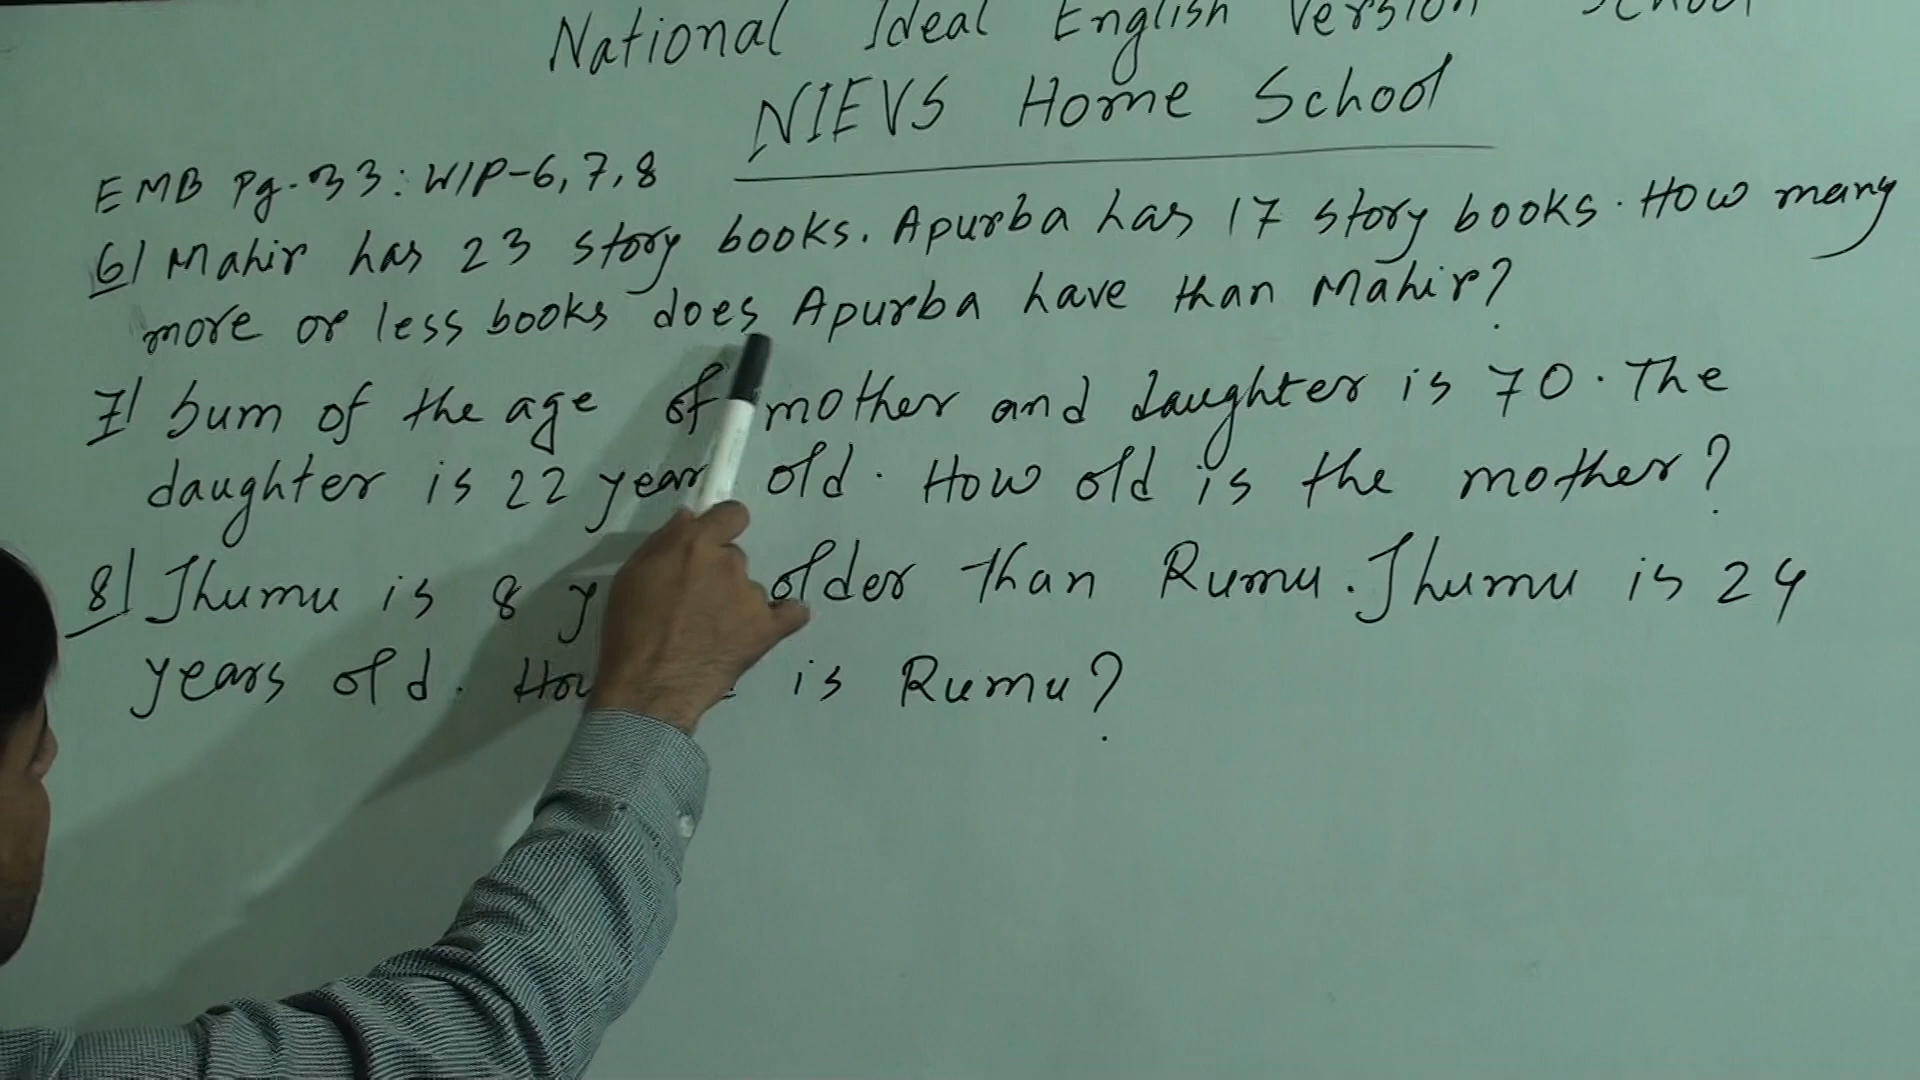 National Ideal English Version School
NIEVS Home School
EMB Pg-33: W/P-6,7,8
6/ Mahir has 23 story books. Apurba has 17 story books. How many
more or less books does Apurba have than Mahir?
7/ Sum of the age of mother and daughter is 70. The
daughter is 22 year old. How old is the mother?
8/ Jhumu is 8 older than Rumu. Jhumu is 24
years old. is Rumu?